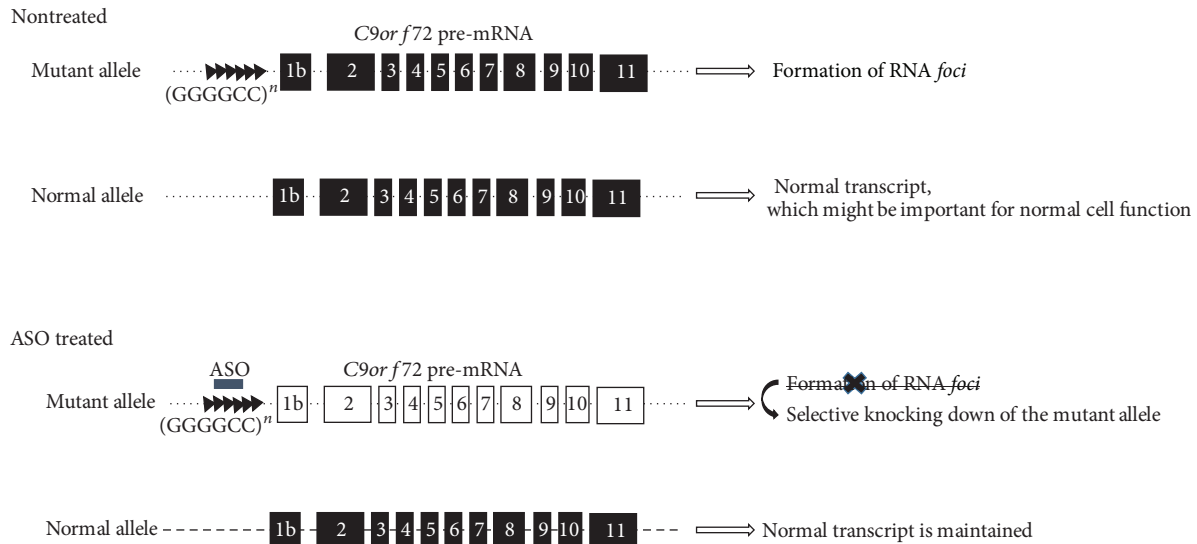 Nontreated
C9orf72 pre-mRNA
Mutant allele 1b 2 3 4 5 6 7 8 9 10 11 Formation of RNA foci
(GGGGCC)n
Normal allele 1b 2 3 4 5 6 7 8 9 10 11 Normal transcript,
which might be important for normal cell function
ASO treated
ASO C9orf72 pre-mRNA
Formation of RNA foci
Mutant allele 1b 2 3 4 5 6 7 8 9 10 11
Selective knocking down of the mutant allele
(GGGGCC)n
Normal allele 1b 2 3 4 5 6 7 8 9 10 11 Normal transcript is maintained